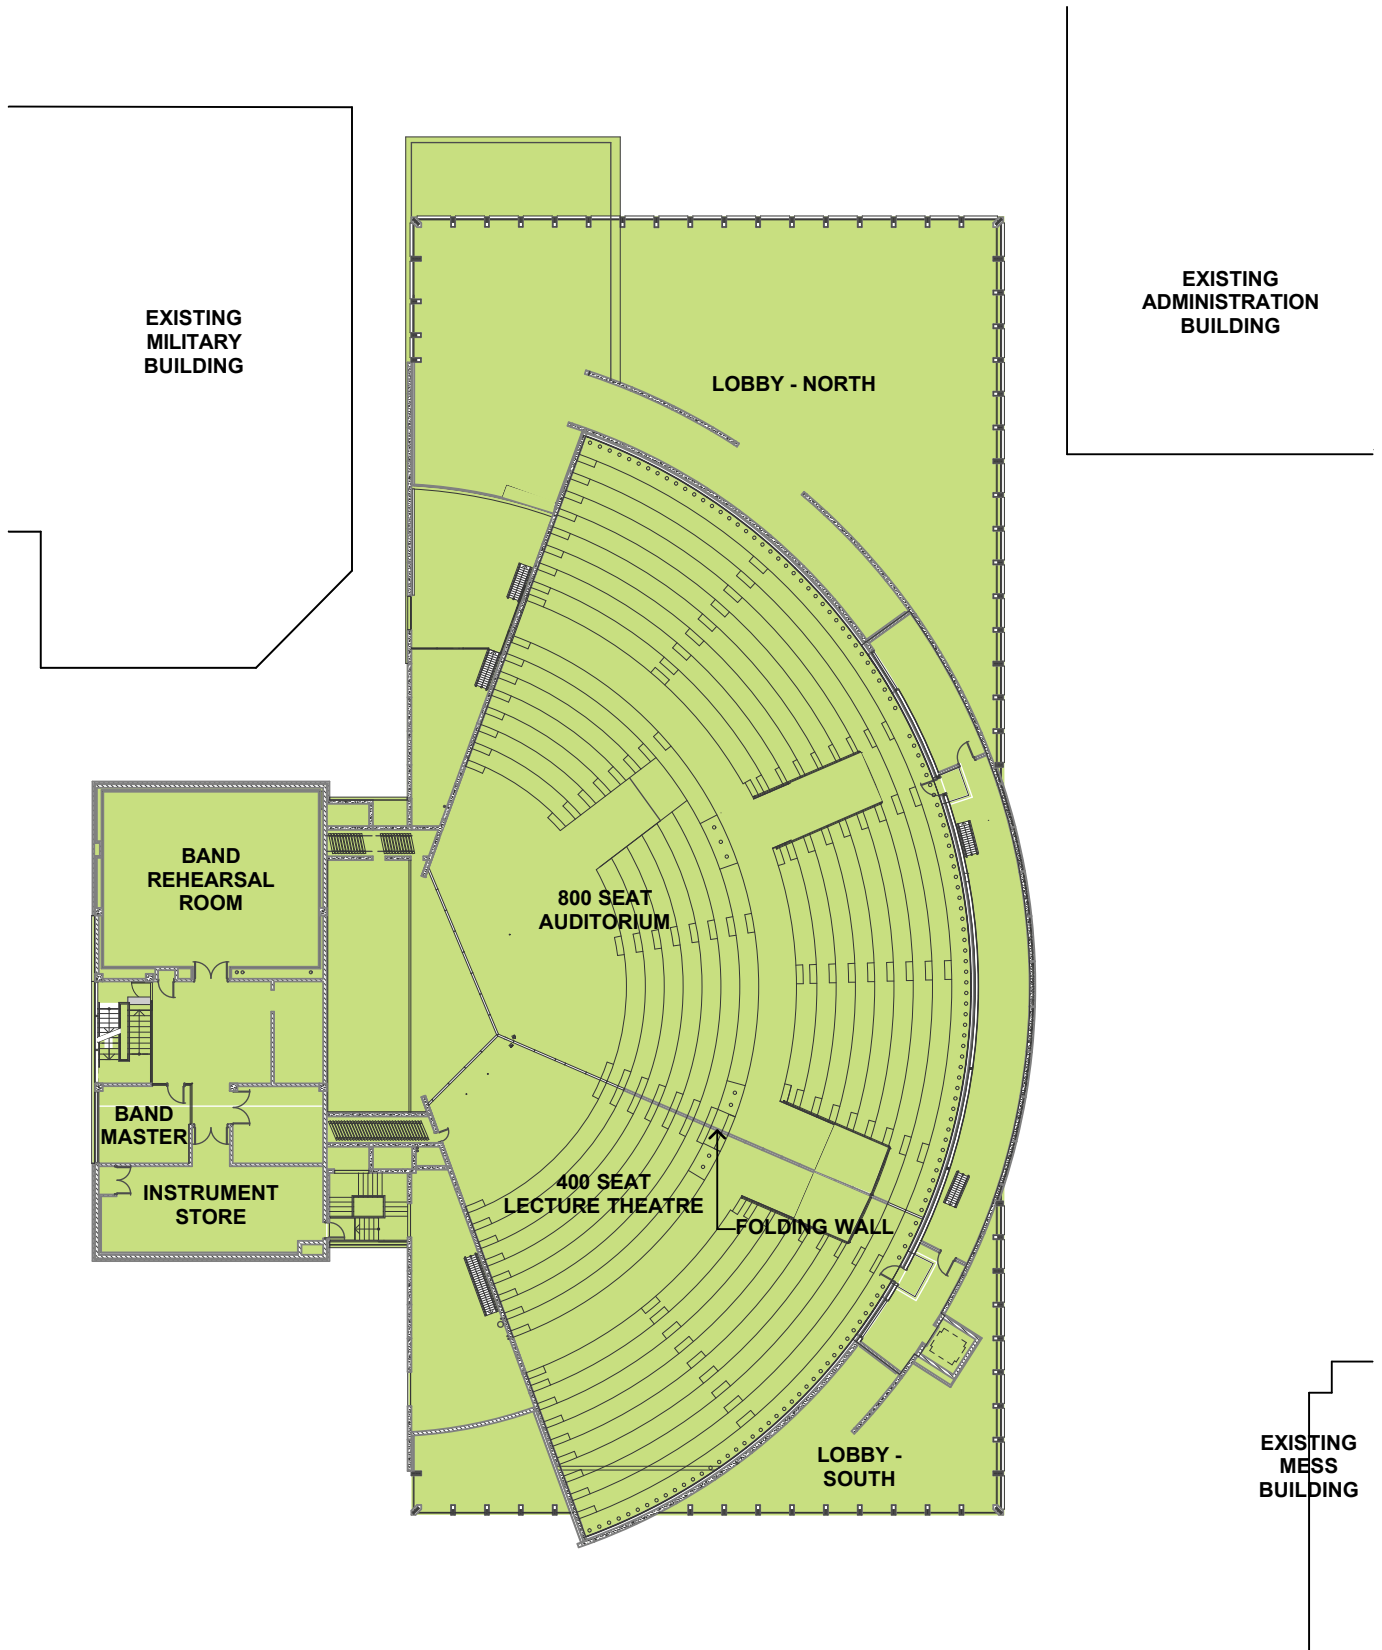 EXISTING
ADMINISTRATION
BUILDING
EXISTING
MILITARY
BUILDING
LOBBY - NORTH
BAND
REHEARSAL
ROOM
800 SEAT
AUDITORIUM
BAND
MASTER
INSTRUMENT
STORE
400 SEAT
LECTURE THEATRE
FOLDING WALL
LOBBY -
SOUTH
EXISTING
MESS
BUILDING